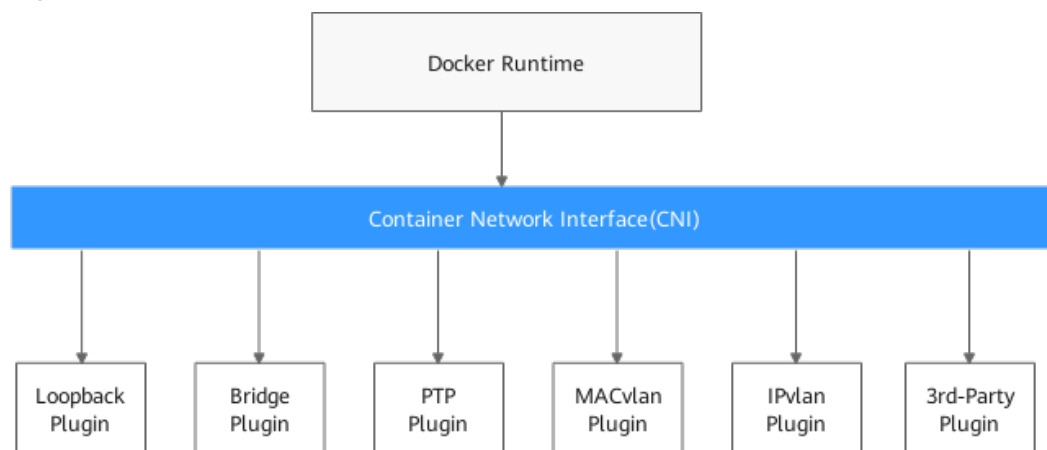 Docker Runtime
Container Network Interface(CNI)
Loopback
Plugin
Bridge
Plugin
PTP
Plugin
MACvlan
Plugin
IPvlan
Plugin
3rd-Party
Plugin